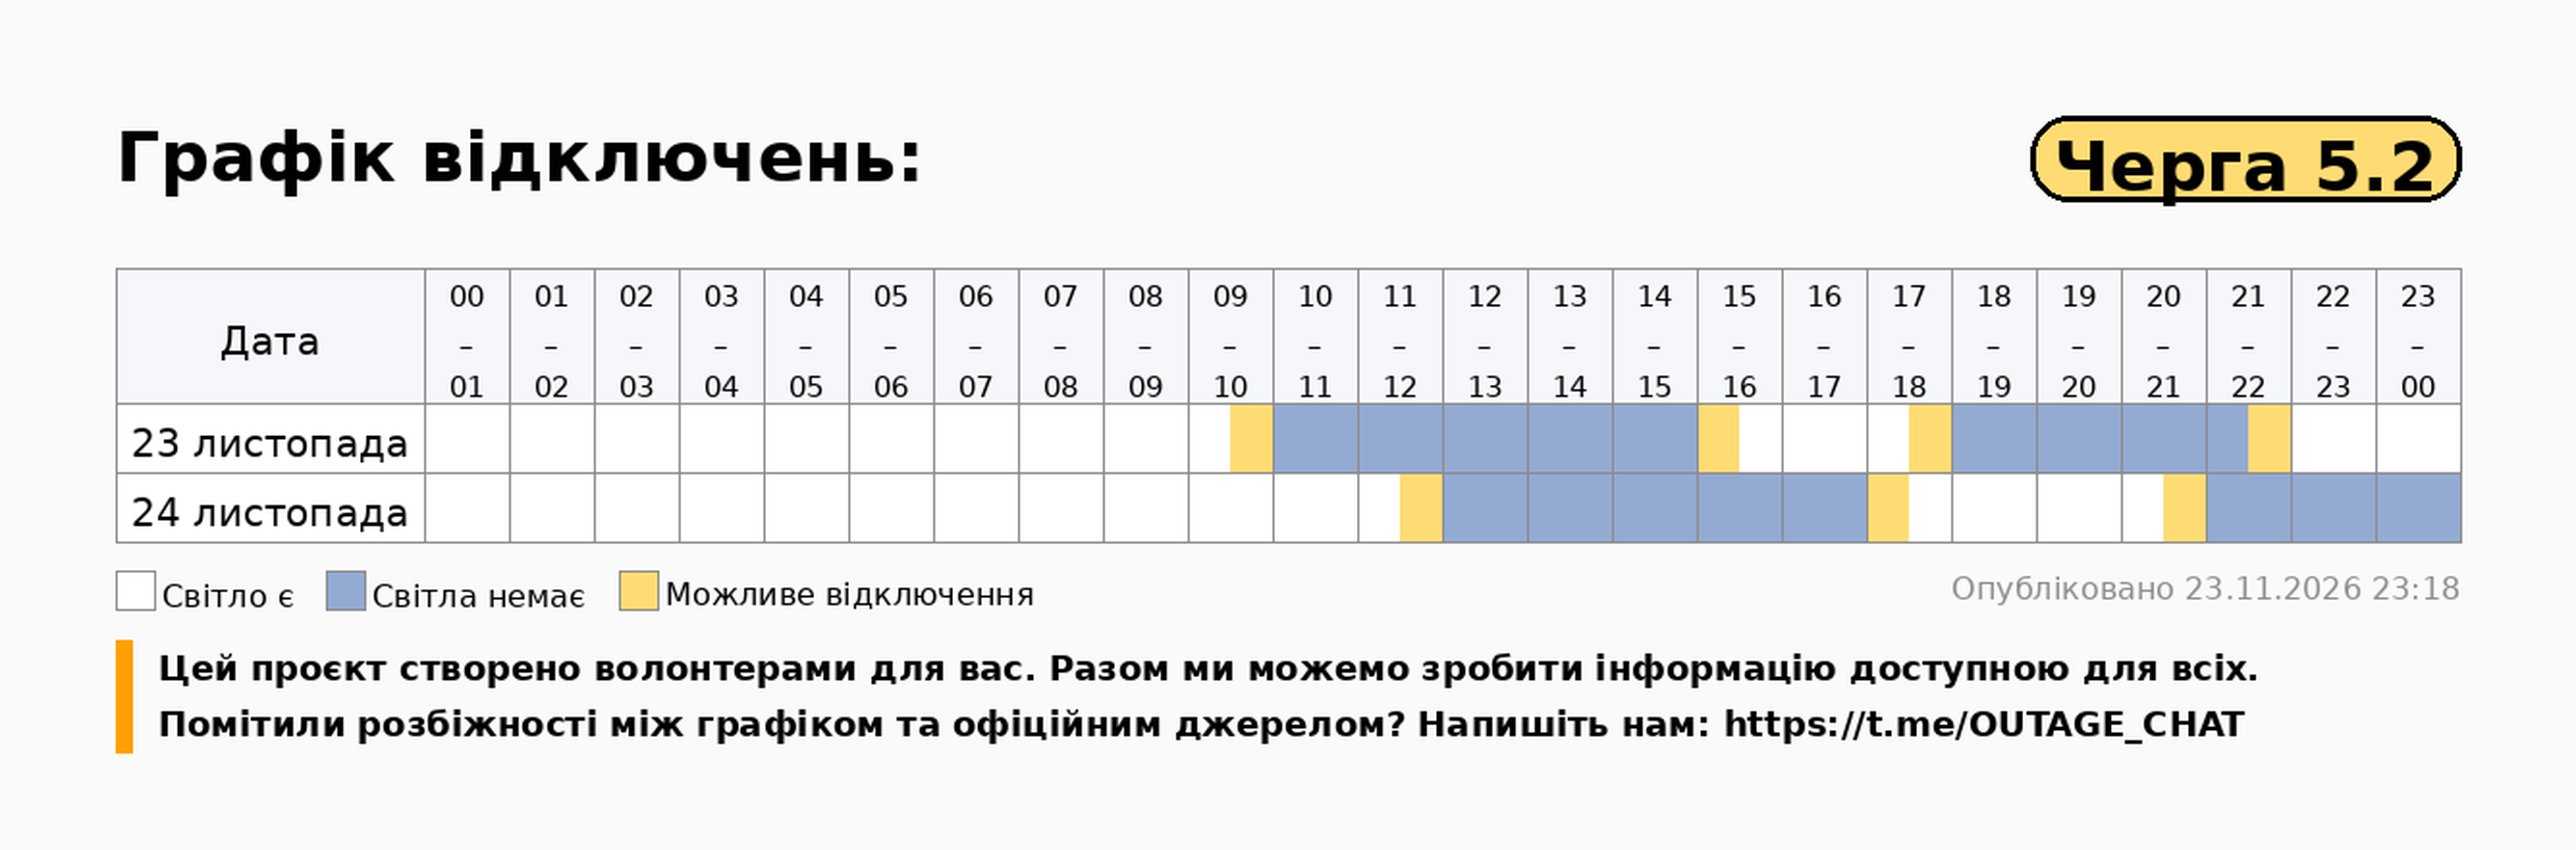 Графік відключень:
Черга 5.2
Дата 00 – 01 01 – 02 02 – 03 03 – 04 04 – 05 05 – 06 06 – 07 07 – 08 08 – 09 09 – 10 10 – 11 11 – 12 12 – 13 13 – 14 14 – 15 15 – 16 16 – 17 17 – 18 18 – 19 19 – 20 20 – 21 21 – 22 22 – 23 23 – 00
23 листопада
24 листопада
Світло є Світла немає Можливе відключення
Опубліковано 23.11.2026 23:18
Цей проєкт створено волонтерами для вас. Разом ми можемо зробити інформацію доступною для всіх.
Помітили розбіжності між графіком та офіційним джерелом? Напишіть нам: https://t.me/OUTAGE_CHAT